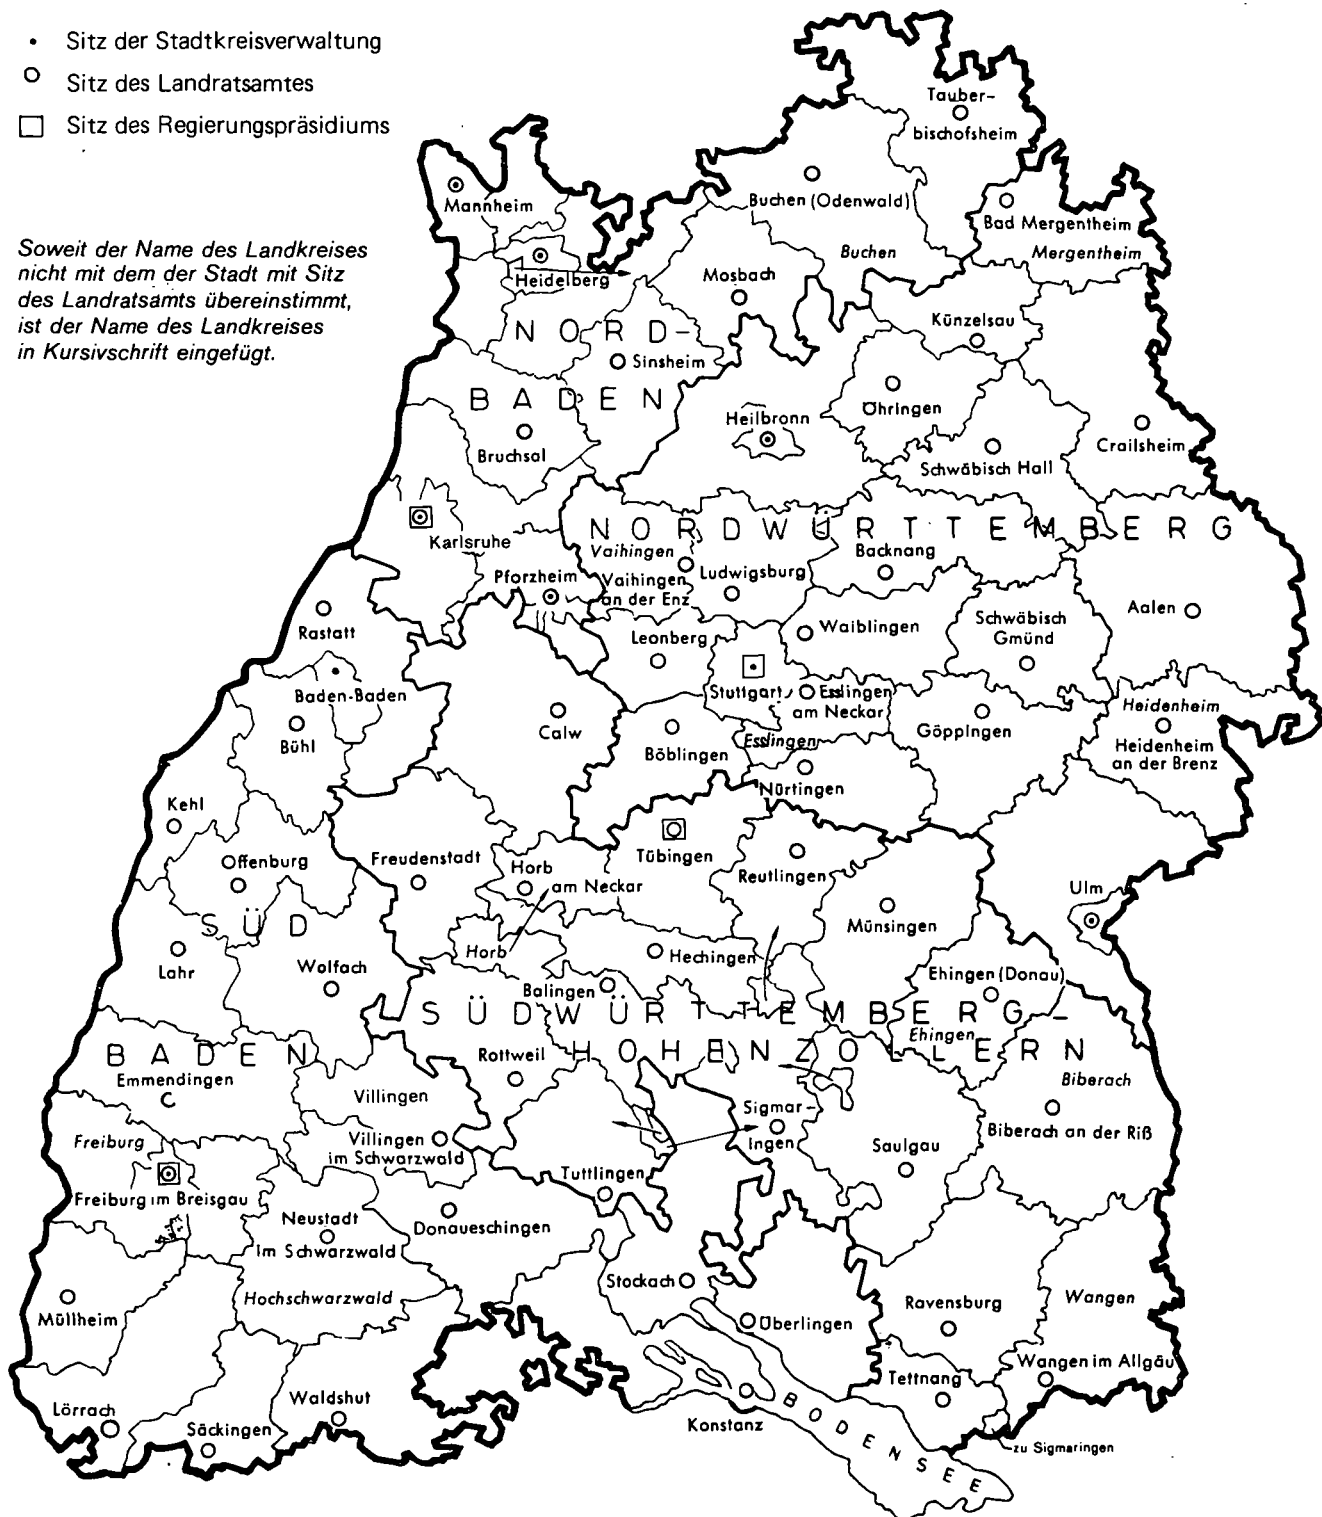 Sitz der Stadtkreisverwaltung
Sitz des Landratsamtes
Sitz des Regierungspräsidiums
Soweit der Name des Landkreises
nicht mit dem der Stadt mit Sitz
des Landratsamts übereinstimmt,
ist der Name des Landkreises
in Kursivschrift eingefügt.
Tauber-
bischofsheim
Mannheim
Buchen (Odenwald)
Bad Mergentheim
Mergentheim
Buchen
Heidelberg
Mosbach
Künzelsau
NORD-
Sinsheim
BADEN
Öhringen
Heilbronn
Crailsheim
Bruchsal
Schwäbisch Hall
NORDWÜRTTEMBERG
Karlsruhe
Vaihingen
Backnang
Pforzheim
Vaihingen
an der Enz
Ludwigsburg
Aalen
Rastatt
Leonberg
Waiblingen
Schwäbisch
Gmünd
Baden-Baden
Stuttgart
Esslingen
am Neckar
Heidenheim
Bühl
Calw
Böblingen
Esslingen
Göppingen
Heidenheim
an der Brenz
Nürtingen
Kehl
Offenburg
Freudenstadt
Horb
am Neckar
Tübingen
Reutlingen
Ulm
SÜD
Münsingen
Lahr
Wolfach
Horb
Hechingen
Ehingen (Donau)
Balingen
SÜDWÜRTTEMBERG-
Ehingen
BADEN
Rottweil
HOHENZOLLERN
Emmendingen
Villingen
Biberach
Freiburg
Villingen
im Schwarzwald
Sigmar-
ingen
Saulgau
Biberach an der Riß
Freiburg im Breisgau
Tuttlingen
Neustadt
im Schwarzwald
Donaueschingen
Stockach
Hochschwarzwald
Müllheim
Überlingen
Ravensburg
Wangen
Wangen im Allgäu
Tettnang
Lörrach
Säckingen
Waldshut
Konstanz
BODENSEE
zu Sigmaringen